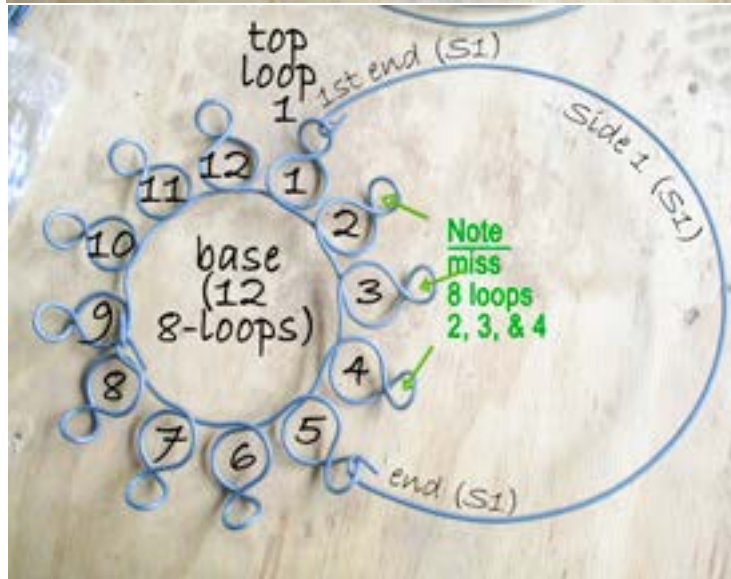 top
loop
1
1st end (S1)
Side 1 (S1)
12
1
11
2
Note
miss
8 loops
2, 3, & 4
10
base
(12
8-loops)
3
9
4
8
5
7
6
end (S1)